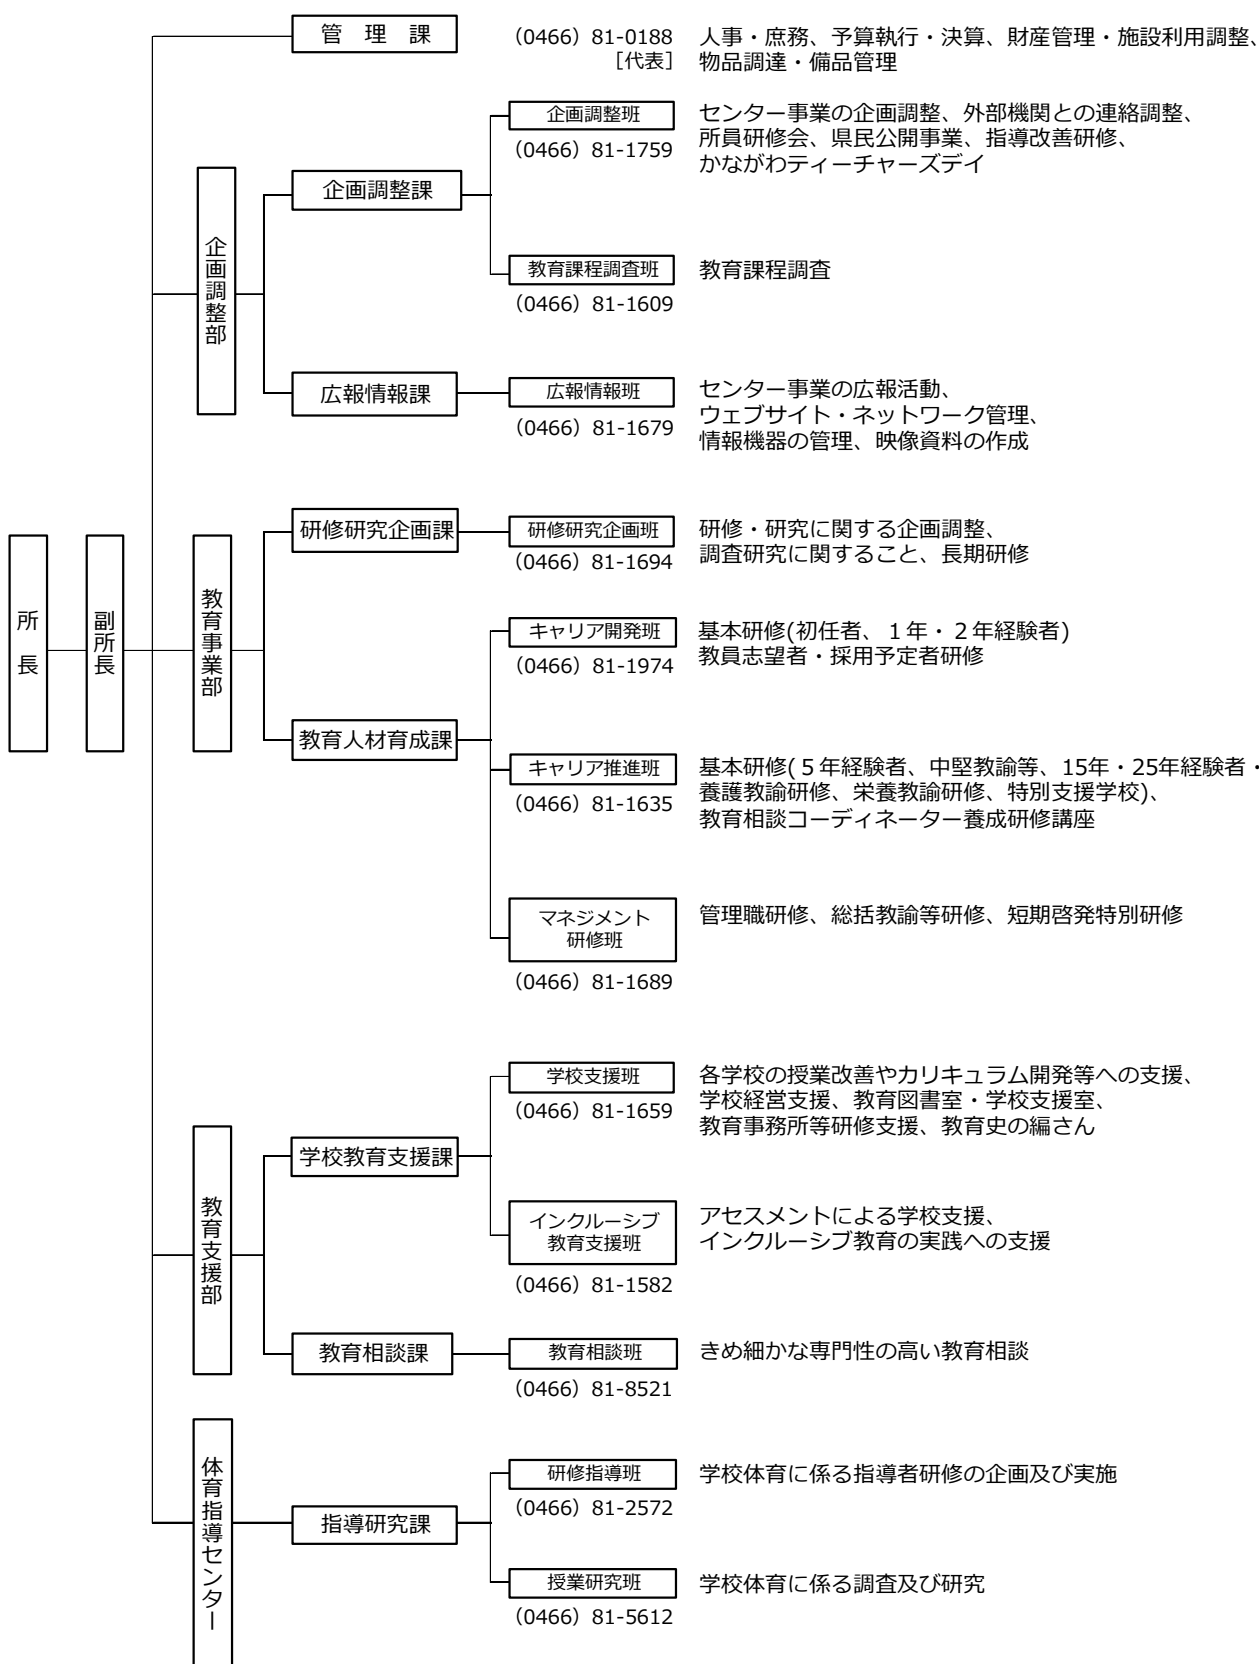 管　理　課
(0466) 81-0188
[代表]
人事・庶務、予算執行・決算、財産管理・施設利用調整、
物品調達・備品管理
企画調整部
企画調整課
企画調整班
(0466) 81-1759
センター事業の企画調整、外部機関との連絡調整、
所員研修会、県民公開事業、指導改善研修、
かながわティーチャーズデイ
教育課程調査班
(0466) 81-1609
教育課程調査
広報情報課
広報情報班
(0466) 81-1679
センター事業の広報活動、
ウェブサイト・ネットワーク管理、
情報機器の管理、映像資料の作成
所　長
副所長
教育事業部
研修研究企画課
研修研究企画班
(0466) 81-1694
研修・研究に関する企画調整、
調査研究に関すること、長期研修
教育人材育成課
キャリア開発班
(0466) 81-1974
基本研修(初任者、１年・２年経験者)
教員志望者・採用予定者研修
キャリア推進班
(0466) 81-1635
基本研修(５年経験者、中堅教諭等、15年・25年経験者・
養護教諭研修、栄養教諭研修、特別支援学校)、
教育相談コーディネーター養成研修講座
マネジメント
研修班
(0466) 81-1689
管理職研修、総括教諭等研修、短期啓発特別研修
教育支援部
学校教育支援課
学校支援班
(0466) 81-1659
各学校の授業改善やカリキュラム開発等への支援、
学校経営支援、教育図書室・学校支援室、
教育事務所等研修支援、教育史の編さん
インクルーシブ
教育支援班
(0466) 81-1582
アセスメントによる学校支援、
インクルーシブ教育の実践への支援
教育相談課
教育相談班
(0466) 81-8521
きめ細かな専門性の高い教育相談
体育指導センター
指導研究課
研修指導班
(0466) 81-2572
学校体育に係る指導者研修の企画及び実施
授業研究班
(0466) 81-5612
学校体育に係る調査及び研究